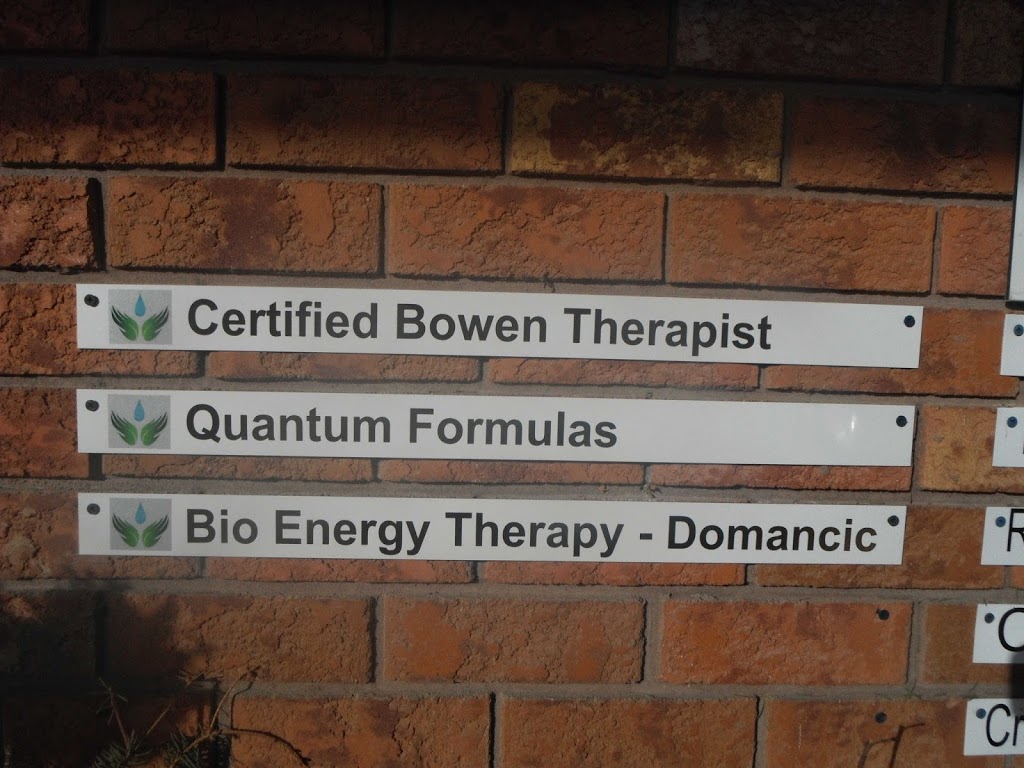 Certified Bowen Therapist
Quantum Formulas
Bio Energy Therapy - Domancic